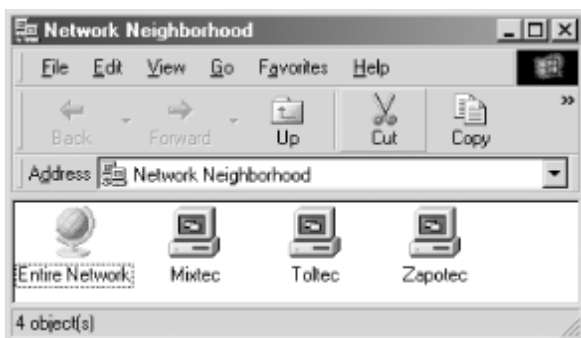 Network Neighborhood
File Edit View Go Favorites Help
Back Forward Up Cut Copy »
Address Network Neighborhood
Entire Network Mixtec Toltec Zapotec
4 object(s)